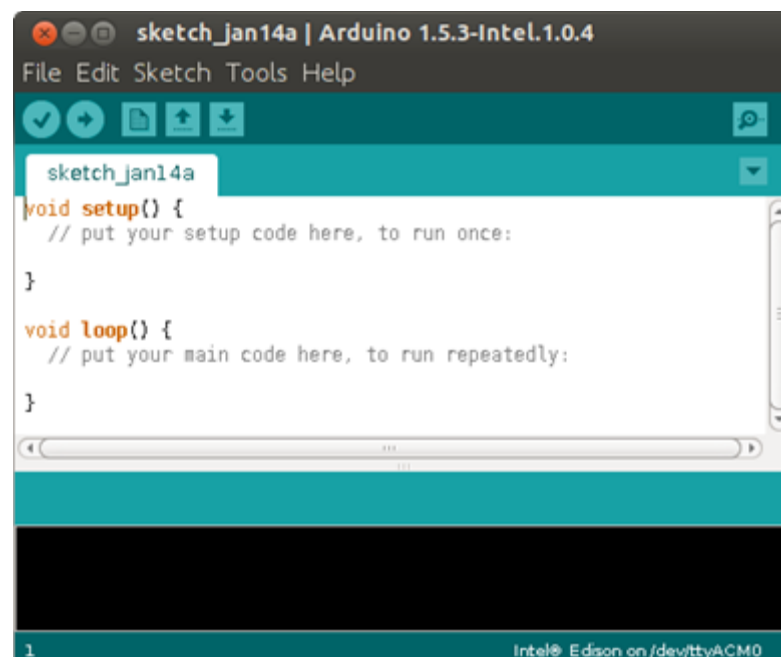 sketch_jan14a | Arduino 1.5.3-Intel.1.0.4
File Edit Sketch Tools Help
sketch_jan14a
void setup() {
// put your setup code here, to run once:
}
void loop() {
// put your main code here, to run repeatedly:
}
1 Intel® Edison on /dev/ttyACM0